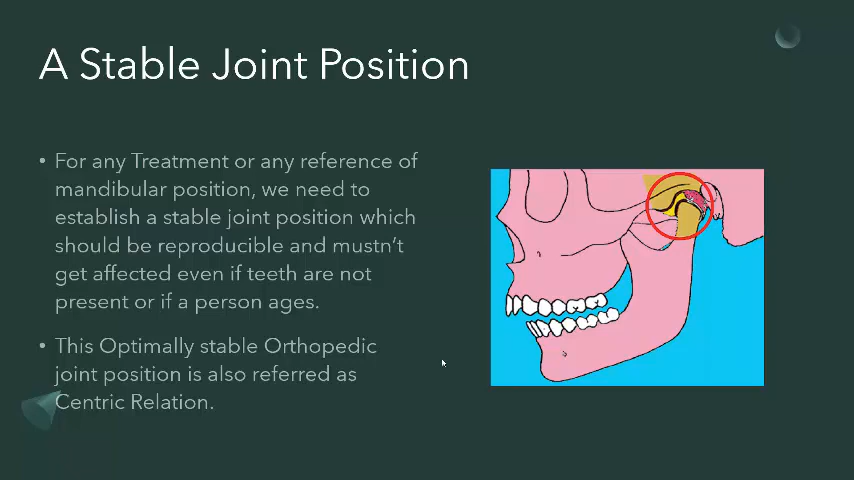 A Stable Joint Position
• For any Treatment or any reference of
mandibular position, we need to
establish a stable joint position which
should be reproducible and mustn't
get affected even if teeth are not
present or if a person ages.
• This Optimally stable Orthopedic
joint position is also referred as
Centric Relation.